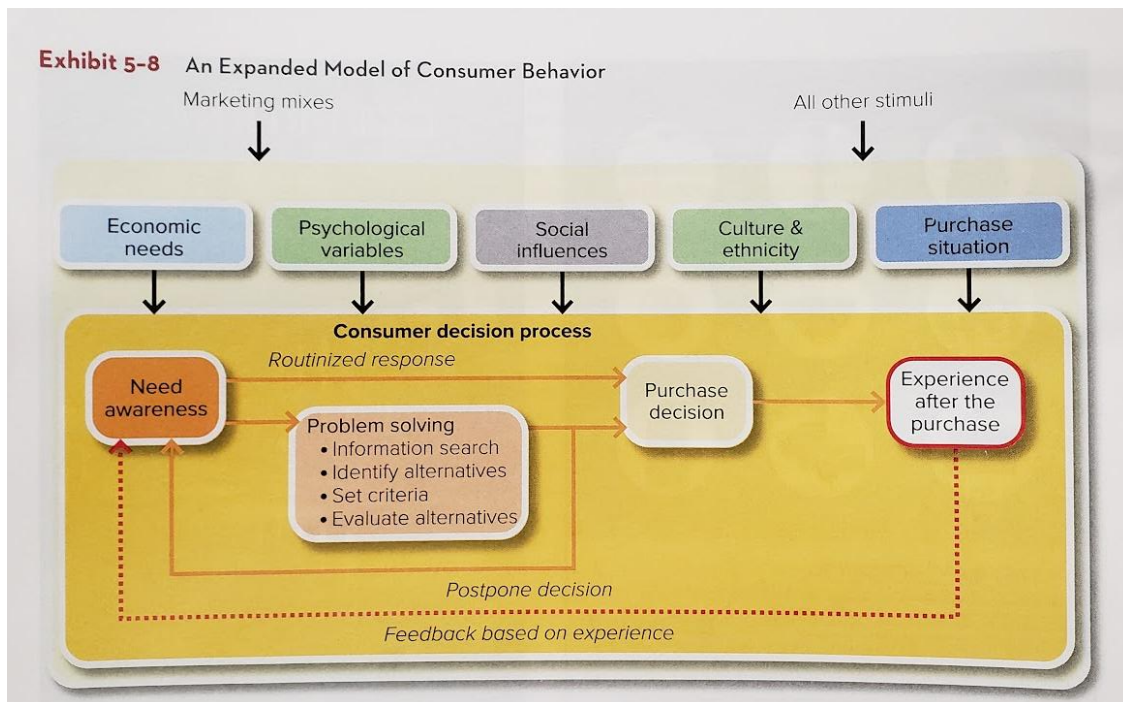 Exhibit 5-8 An Expanded Model of Consumer Behavior
Marketing mixes
All other stimuli
Economic
needs
Psychological
variables
Social
influences
Culture &
ethnicity
Purchase
situation
Consumer decision process
Routinized response
Need
awareness
Problem solving
• Information search
• Identify alternatives
• Set criteria
• Evaluate alternatives
Purchase
decision
Experience
after the
purchase
Postpone decision
Feedback based on experience